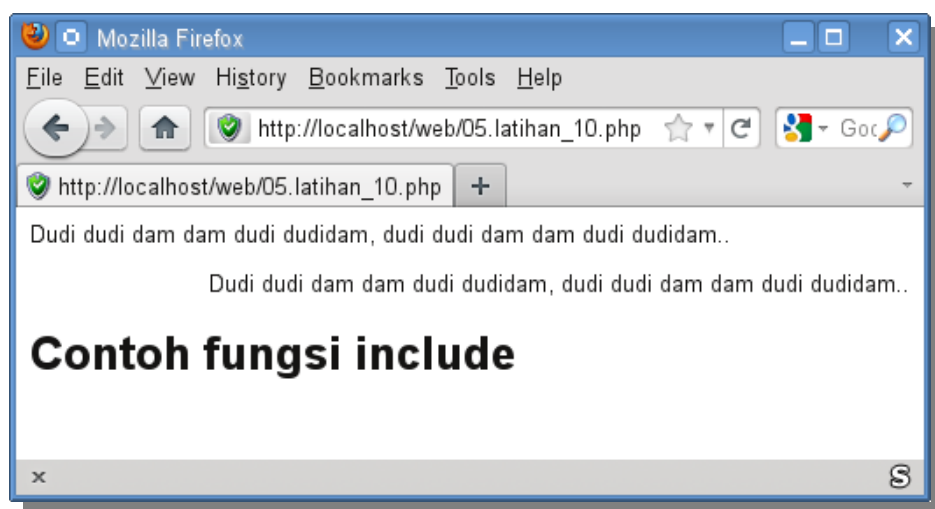 Mozilla Firefox
File Edit View History Bookmarks Tools Help
http://localhost/web/05.latihan_10.php Goo
http://localhost/web/05.latihan_10.php +
Dudi dudi dam dam dudi dudidam, dudi dudi dam dam dudi dudidam..
Dudi dudi dam dam dudi dudidam, dudi dudi dam dam dudi dudidam..
Contoh fungsi include
x S